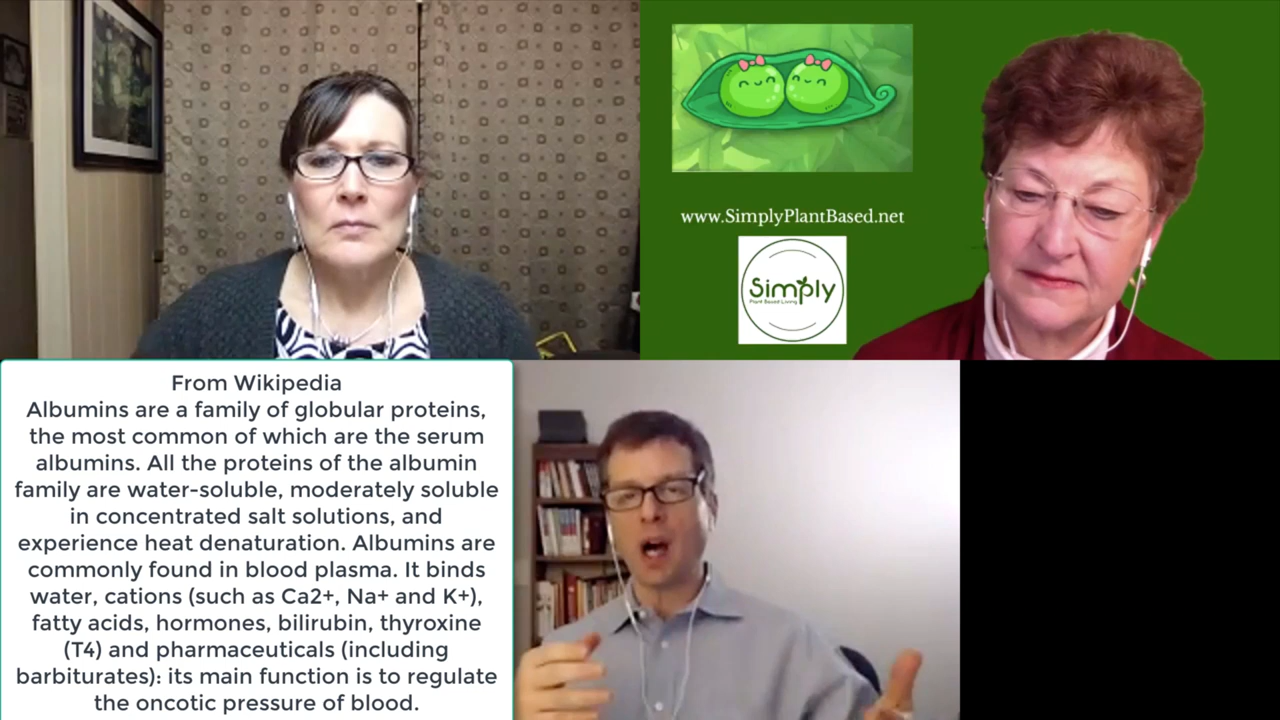 www.SimplyPlantBased.net
Simply
Plant Based Living
From Wikipedia
Albumins are a family of globular proteins,
the most common of which are the serum
albumins. All the proteins of the albumin
family are water-soluble, moderately soluble
in concentrated salt solutions, and
experience heat denaturation. Albumins are
commonly found in blood plasma. It binds
water, cations (such as Ca2+, Na+ and K+),
fatty acids, hormones, bilirubin, thyroxine
(T4) and pharmaceuticals (including
barbiturates): its main function is to regulate
the oncotic pressure of blood.